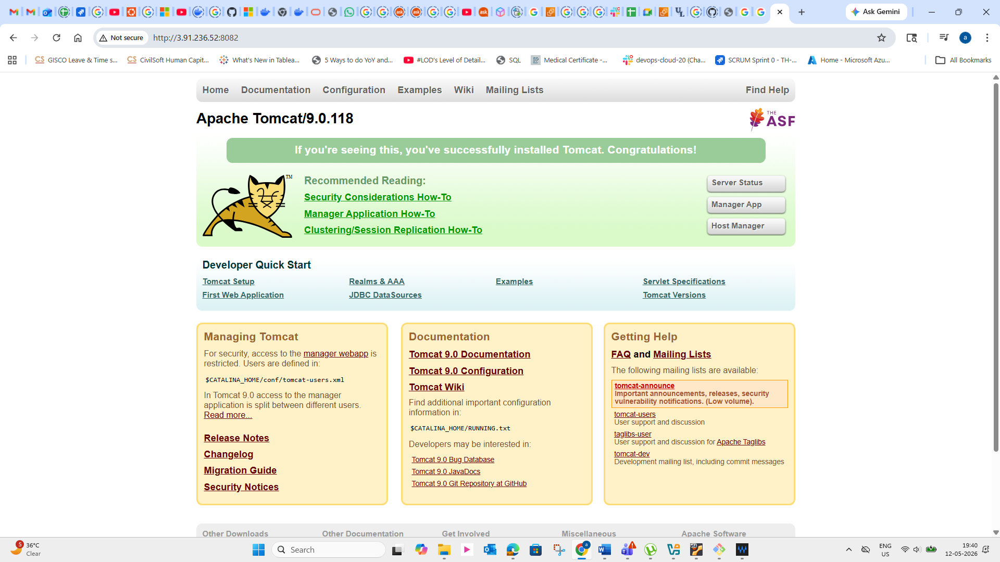 Ask Gemini
Not secure
http://3.91.236.52:8082
a
GISCO Leave & Time s...
CivilSoft Human Capit...
What's New in Tablea...
5 Ways to do YoY and...
#LOD's Level of Detail...
SQL
Medical Certificate -...
devops-cloud-20 (Cha...
SCRUM Sprint 0 - TH-...
Home - Microsoft Azu...
All Bookmarks
Home Documentation Configuration Examples Wiki Mailing Lists Find Help
Apache Tomcat/9.0.118
THE
ASF
If you're seeing this, you've successfully installed Tomcat. Congratulations!
TM
Recommended Reading:
Security Considerations How-To
Manager Application How-To
Clustering/Session Replication How-To
Server Status
Manager App
Host Manager
Developer Quick Start
Tomcat Setup
First Web Application
Realms & AAA
JDBC DataSources
Examples
Servlet Specifications
Tomcat Versions
Managing Tomcat
For security, access to the manager webapp is
restricted. Users are defined in:
$CATALINA_HOME/conf/tomcat-users.xml
In Tomcat 9.0 access to the manager
application is split between different users.
Read more...
Release Notes
Changelog
Migration Guide
Security Notices
Documentation
Tomcat 9.0 Documentation
Tomcat 9.0 Configuration
Tomcat Wiki
Find additional important configuration
information in:
$CATALINA_HOME/RUNNING.txt
Developers may be interested in:
Tomcat 9.0 Bug Database
Tomcat 9.0 JavaDocs
Tomcat 9.0 Git Repository at GitHub
Getting Help
FAQ and Mailing Lists
The following mailing lists are available:
tomcat-announce
Important announcements, releases, security
vulnerability notifications. (Low volume).
tomcat-users
User support and discussion
taglibs-user
User support and discussion for Apache Taglibs
tomcat-dev
Development mailing list, including commit messages
Other Downloads
Other Documentation
Get Involved
Miscellaneous
Apache Software
5
36°C
Clear
Search
ENG
US
19:40
12-05-2026